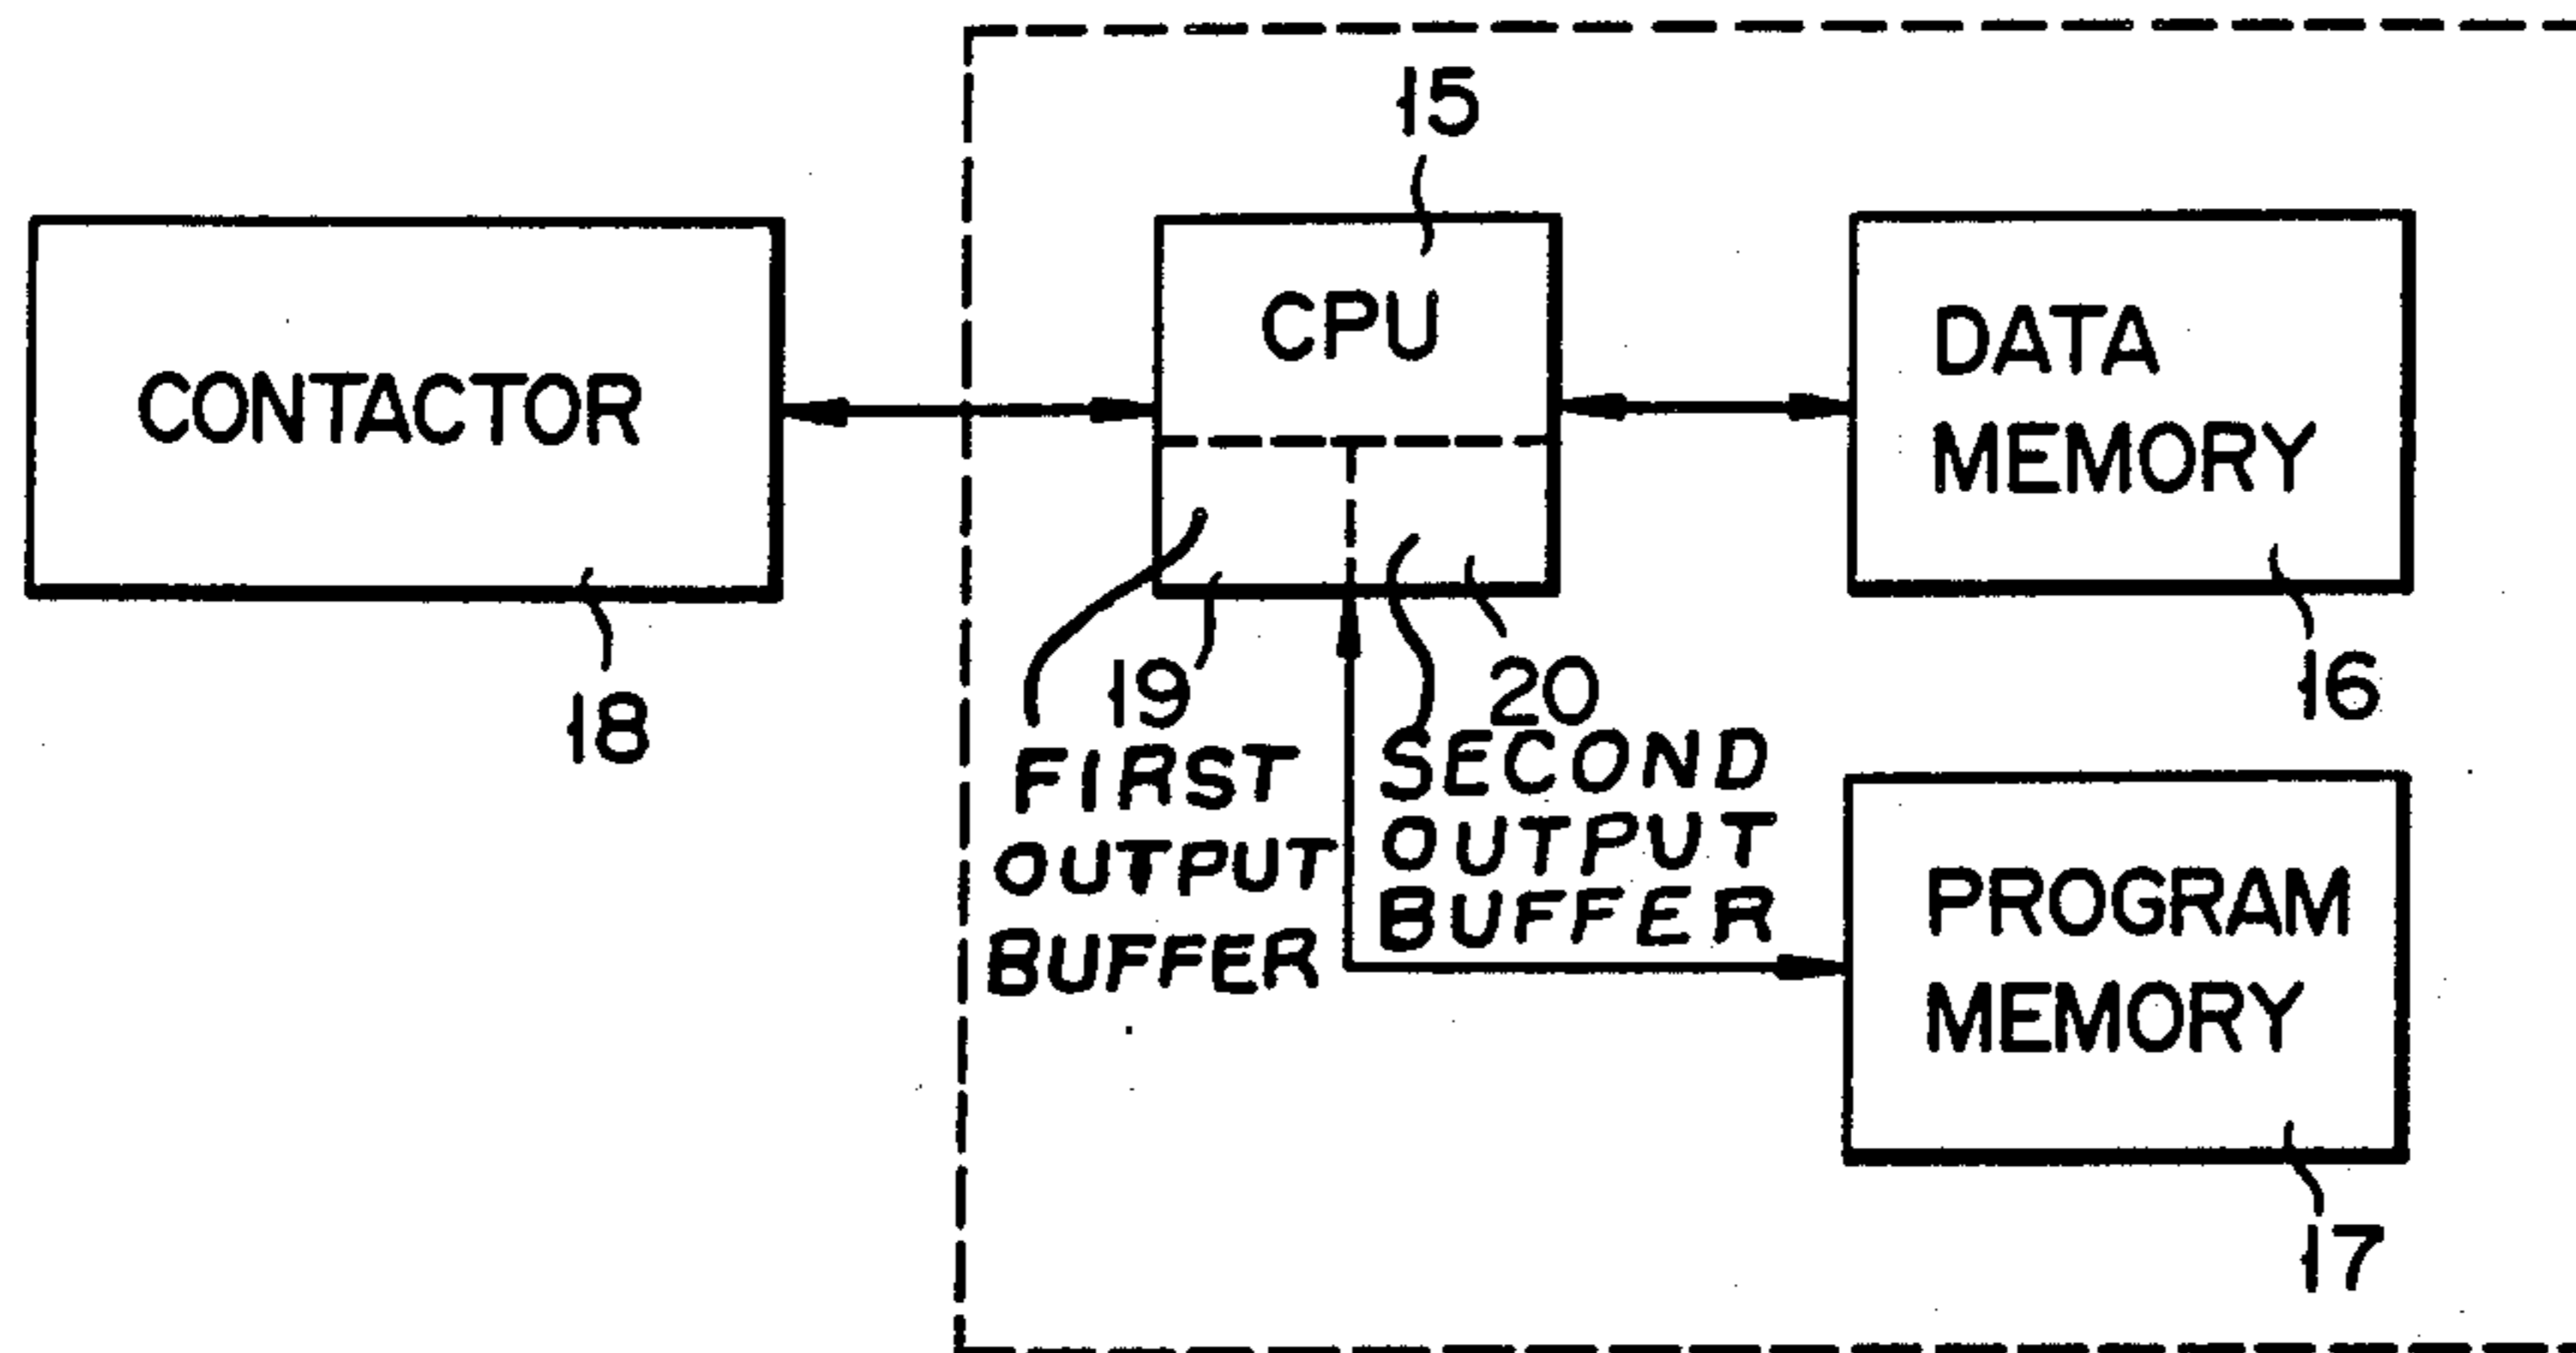 15
CONTACTOR
18
CPU
19
20
FIRST
OUTPUT
BUFFER
SECOND
OUTPUT
BUFFER
DATA
MEMORY
16
PROGRAM
MEMORY
17